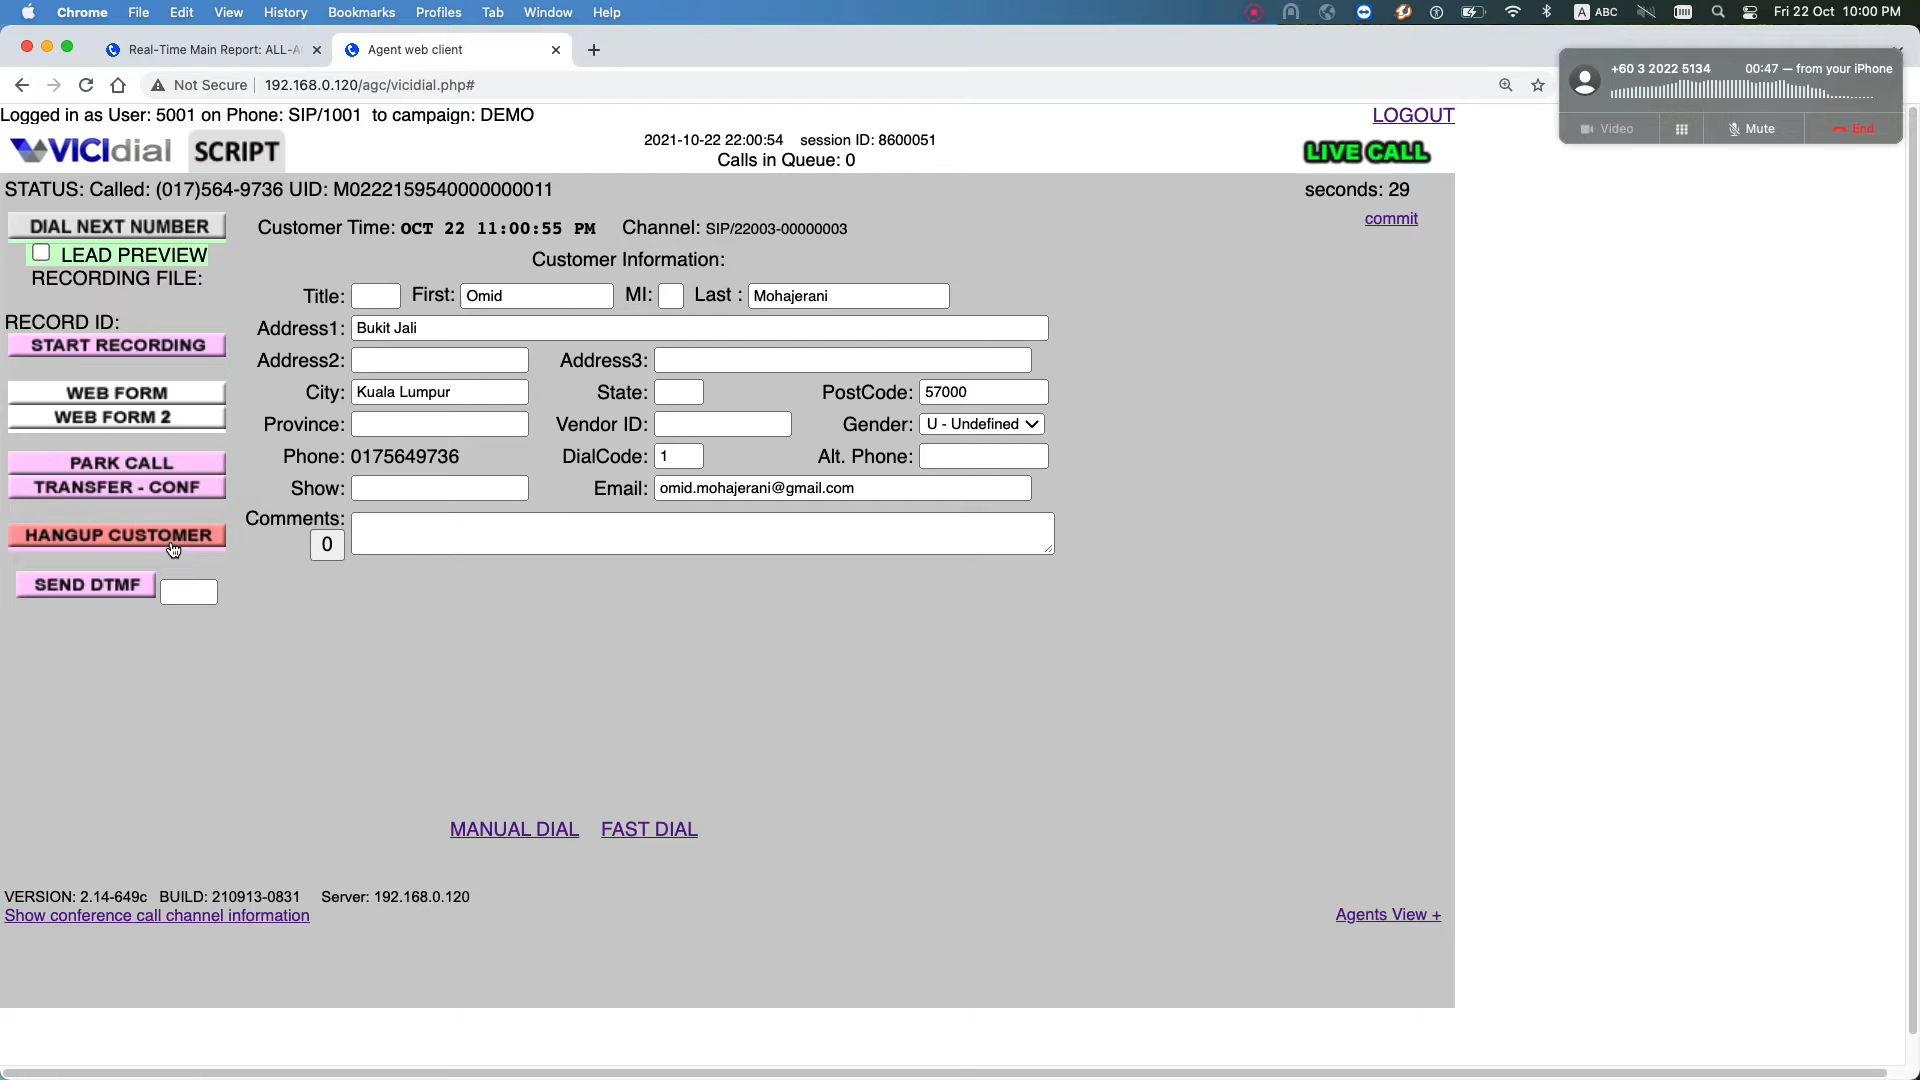 Chrome File Edit View History Bookmarks Profiles Tab Window Help ABC Fri 22 Oct 10:00 PM
Real-Time Main Report: ALL-A Agent web client
Not Secure 192.168.0.120/agc/vicidial.php#
+60 3 2022 5134 00:47 — from your iPhone
Video Mute End
Logged in as User: 5001 on Phone: SIP/1001 to campaign: DEMO LOGOUT
VICIdial SCRIPT
2021-10-22 22:00:54 session ID: 8600051
Calls in Queue: 0
LIVE CALL
STATUS: Called: (017)564-9736 UID: M0222159540000000011 seconds: 29
DIAL NEXT NUMBER
LEAD PREVIEW
RECORDING FILE:
RECORD ID:
START RECORDING
WEB FORM
WEB FORM 2
PARK CALL
TRANSFER - CONF
HANGUP CUSTOMER
SEND DTMF
Customer Time: OCT 22 11:00:55 PM Channel: SIP/22003-00000003 commit
Customer Information:
Title: First: Omid MI: Last : Mohajerani
Address1: Bukit Jali
Address2: Address3:
City: Kuala Lumpur State: PostCode: 57000
Province: Vendor ID: Gender: U - Undefined
Phone: 0175649736 DialCode: 1 Alt. Phone:
Show: Email: omid.mohajerani@gmail.com
Comments:
0
MANUAL DIAL FAST DIAL
VERSION: 2.14-649c BUILD: 210913-0831 Server: 192.168.0.120
Show conference call channel information Agents View +